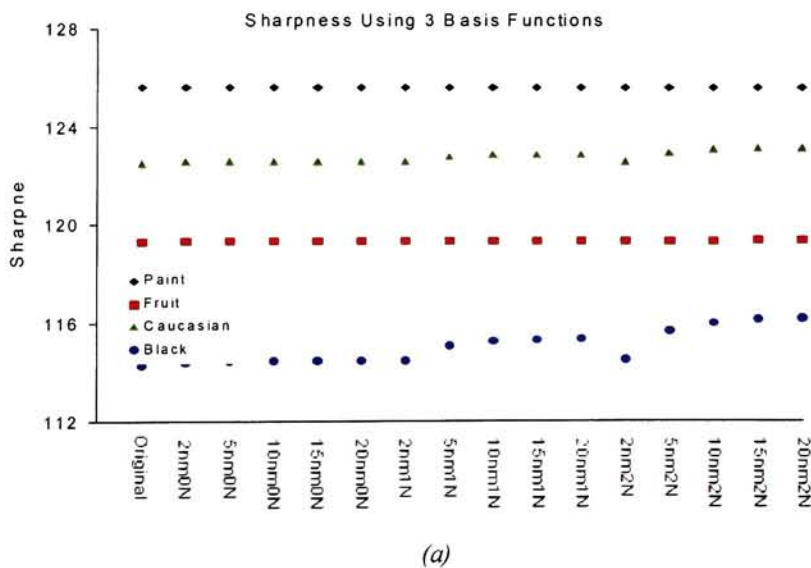 Sharpness Using 3 Basis Functions
128
124
120
116
112
Sharpne
Paint
Fruit
Caucasian
Black
Original
2nm0N
5nm0N
10nm0N
15nm0N
20nm0N
2nm1N
5nm1N
10nm1N
15nm1N
20nm1N
2nm2N
5nm2N
10nm2N
15nm2N
20nm2N
(a)